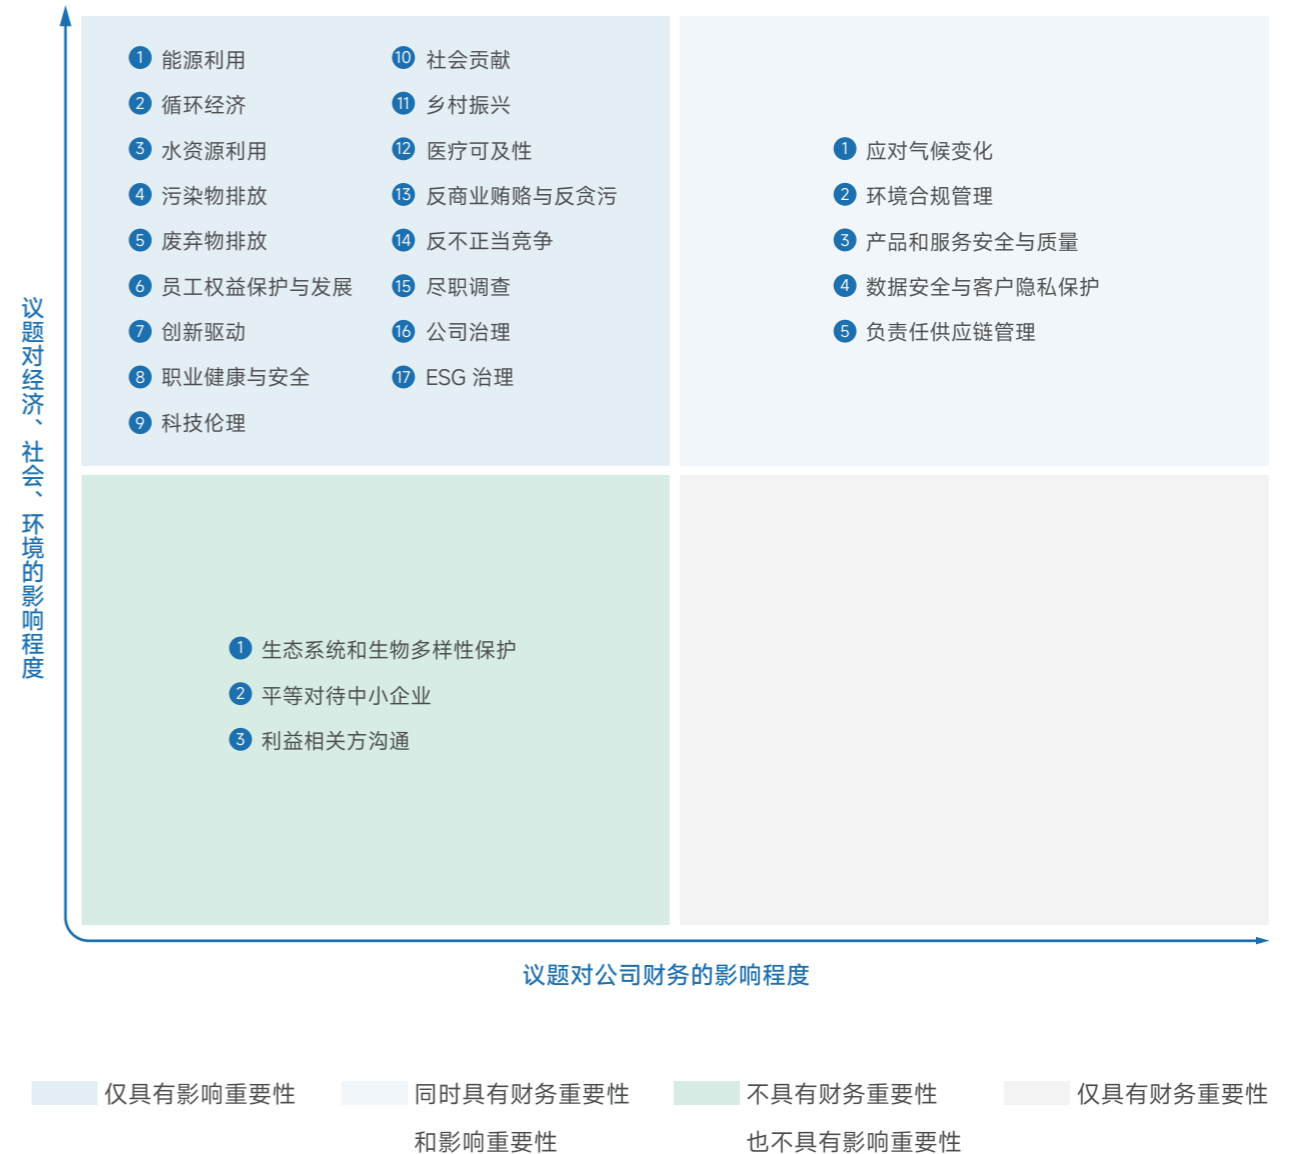 议题对经济、社会、环境的影响程度
1 能源利用
2 循环经济
3 水资源利用
4 污染物排放
5 废弃物排放
6 员工权益保护与发展
7 创新驱动
8 职业健康与安全
9 科技伦理
10 社会贡献
11 乡村振兴
12 医疗可及性
13 反商业贿赂与反贪污
14 反不正当竞争
15 尽职调查
16 公司治理
17 ESG 治理
1 应对气候变化
2 环境合规管理
3 产品和服务安全与质量
4 数据安全与客户隐私保护
5 负责任供应链管理
1 生态系统和生物多样性保护
2 平等对待中小企业
3 利益相关方沟通
议题对公司财务的影响程度
仅具有影响重要性
同时具有财务重要性
和影响重要性
不具有财务重要性
也不具有影响重要性
仅具有财务重要性